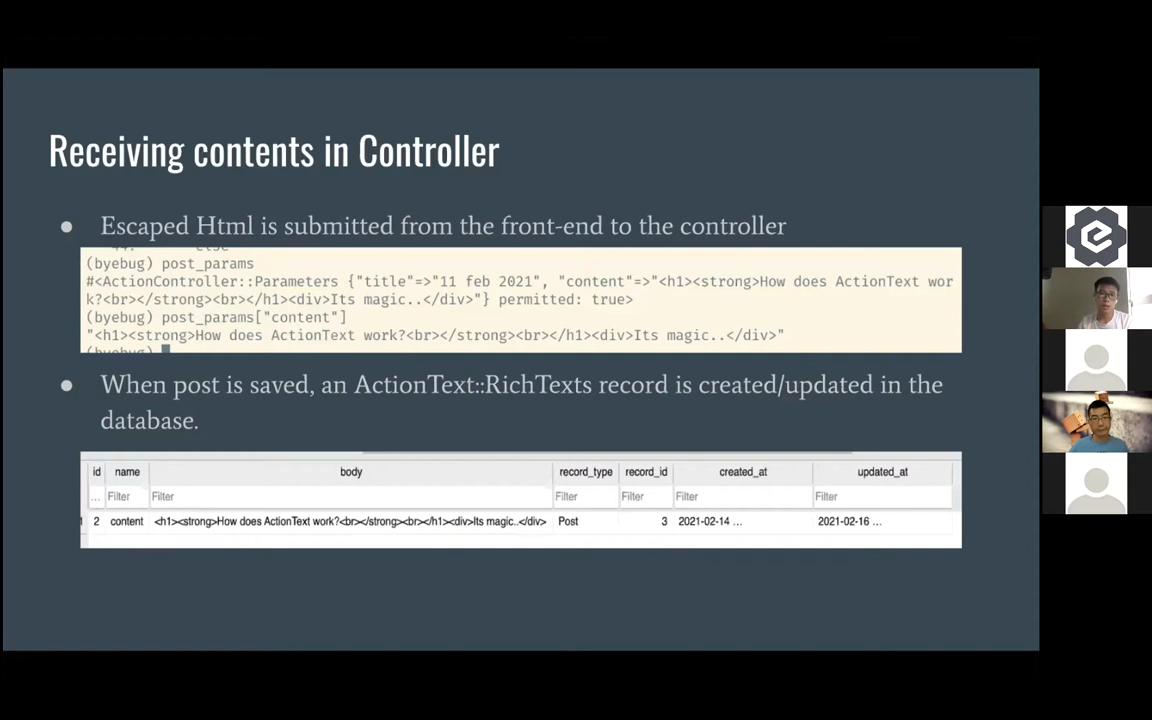 Receiving contents in Controller
● Escaped Html is submitted from the front-end to the controller
(byebug) post_params
#<ActionController::Parameters {"title"=>"11 feb 2021", "content"=>"<h1><strong>How does ActionText wor
k?<br></strong><br></h1><div>Its magic..</div>"} permitted: true>
(byebug) post_params["content"]
"<h1><strong>How does ActionText work?<br></strong><br></h1><div>Its magic..</div>"
(byebug)
● When post is saved, an ActionText::RichTexts record is created/updated in the
database.
id name body record_type record_id created_at updated_at
... Filter Filter Filter Filter Filter Filter
2 content <h1><strong>How does ActionText work?<br></strong><br></h1><div>Its magic..</div> Post 3 2021-02-14 ... 2021-02-16 ...